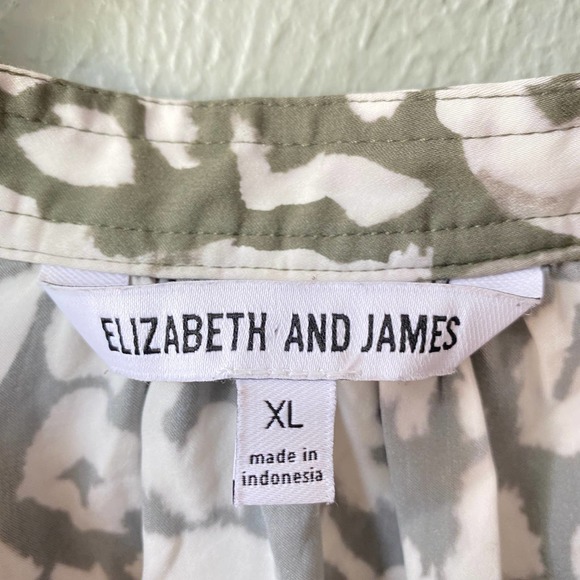 ELIZABETH AND JAMES
XL
made in
indonesia